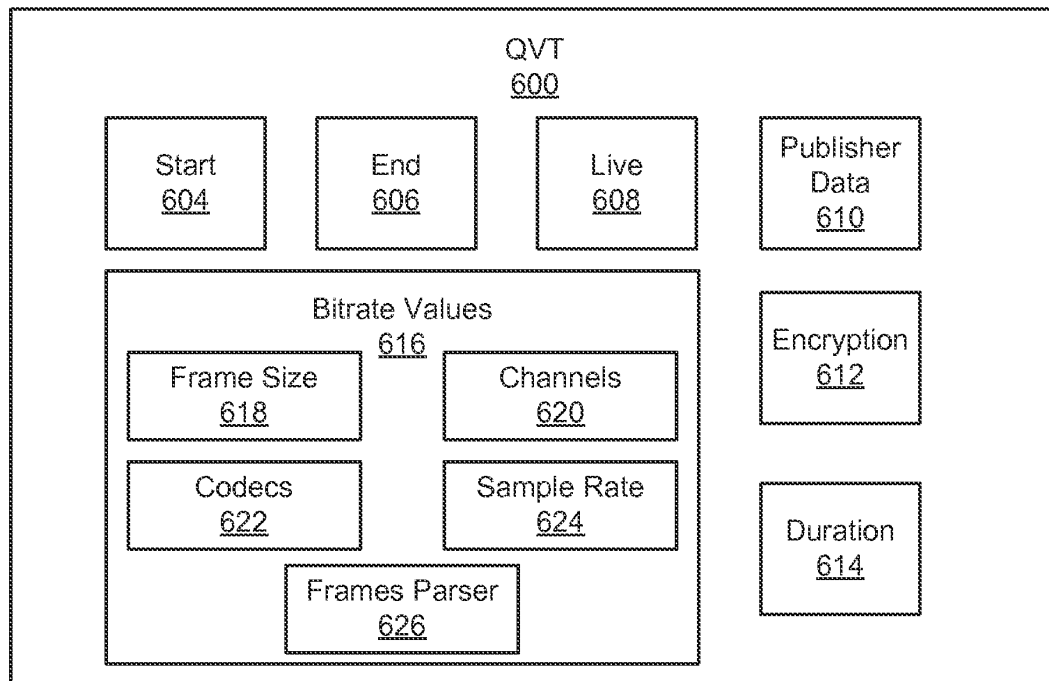 QVT
600
Start
604
End
606
Live
608
Publisher
Data
610
Bitrate Values
616
Frame Size
618
Channels
620
Codecs
622
Sample Rate
624
Frames Parser
626
Encryption
612
Duration
614